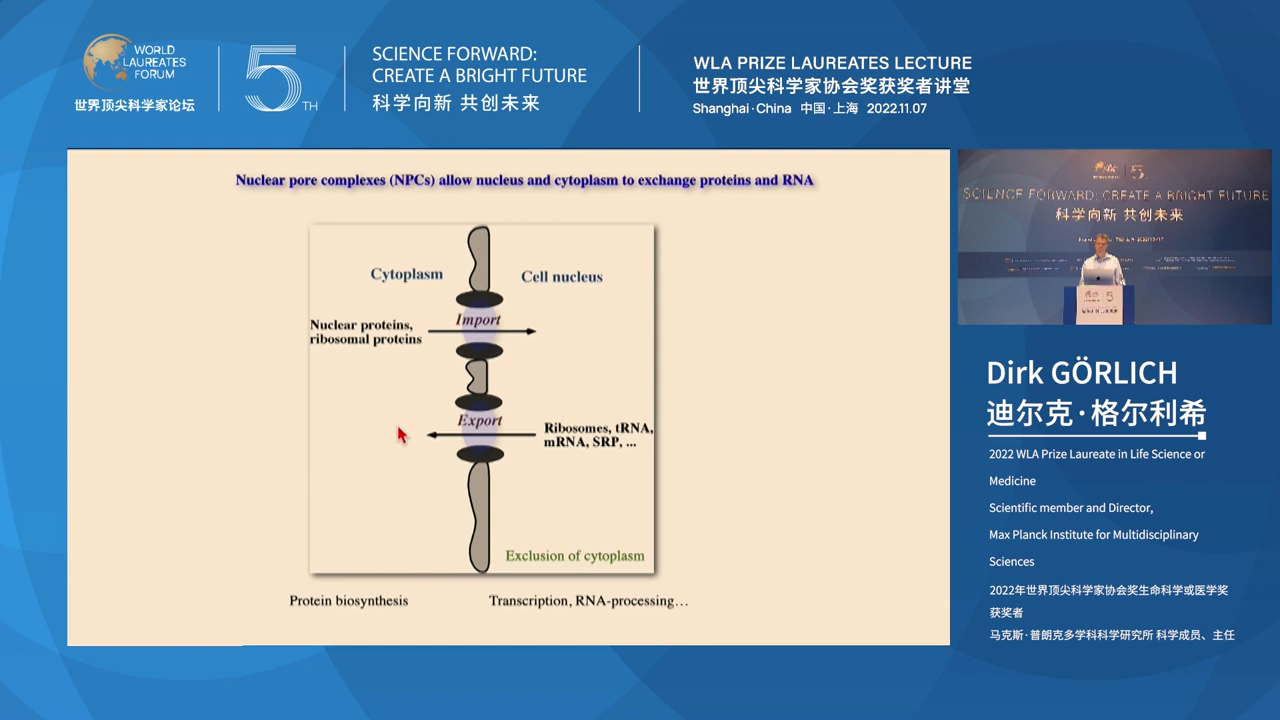 WORLD
LAUREATES
FORUM
世界顶尖科学家论坛
5TH
SCIENCE FORWARD:
CREATE A BRIGHT FUTURE
科学向新 共创未来
WLA PRIZE LAUREATES LECTURE
世界顶尖科学家协会奖获奖者讲堂
Shanghai·China 中国·上海 2022.11.07
Nuclear pore complexes (NPCs) allow nucleus and cytoplasm to exchange proteins and RNA
Cytoplasm
Cell nucleus
Import
Nuclear proteins,
ribosomal proteins
Export
Ribosomes, tRNA,
mRNA, SRP, ...
Exclusion of cytoplasm
Protein biosynthesis
Transcription, RNA-processing…
5
SCIENCE FORWARD: CREATE A BRIGHT FUTURE
科学向新 共创未来
5
Dirk GÖRLICH
迪尔克·格尔利希
2022 WLA Prize Laureate in Life Science or
Medicine
Scientific member and Director,
Max Planck Institute for Multidisciplinary
Sciences
2022年世界顶尖科学家协会奖生命科学或医学奖
获奖者
马克斯·普朗克多学科科学研究所 科学成员、主任